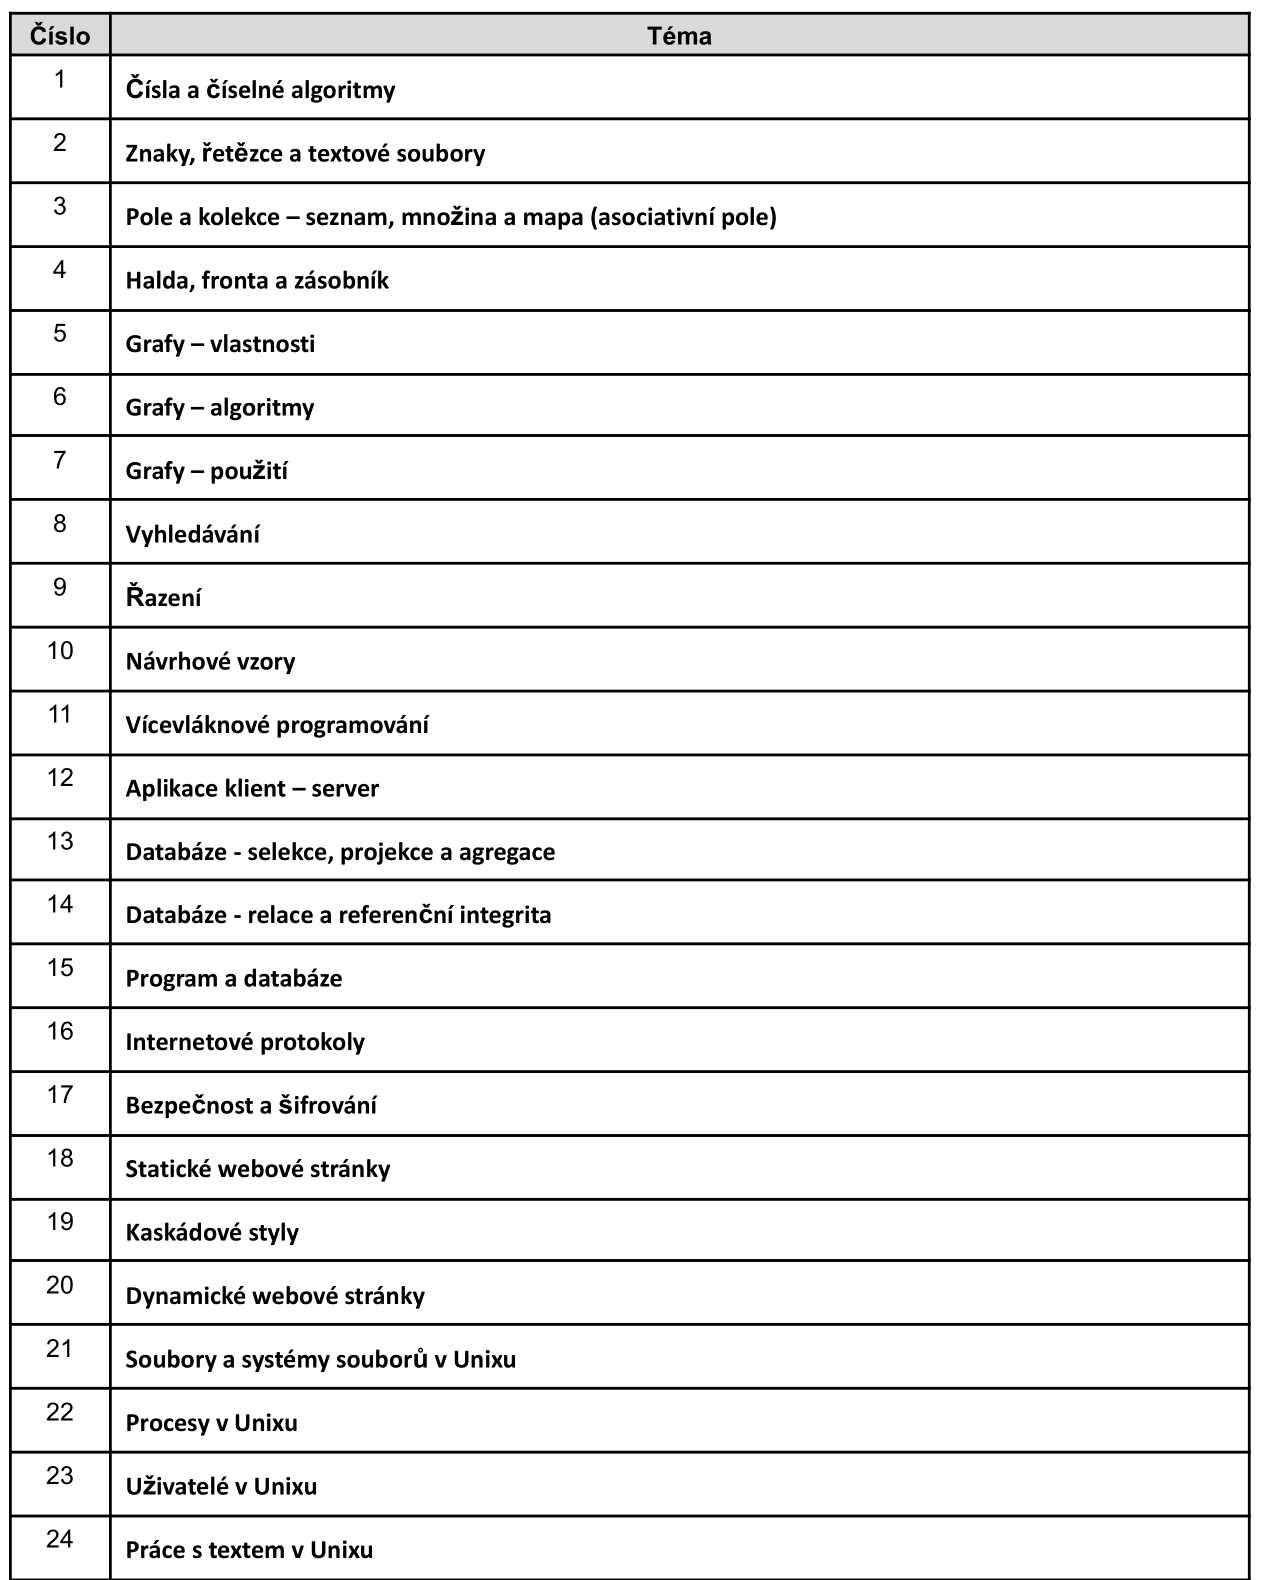 Číslo Téma
1 Čísla a číselné algoritmy
2 Znaky, řetězce a textové soubory
3 Pole a kolekce – seznam, množina a mapa (asociativní pole)
4 Halda, fronta a zásobník
5 Grafy – vlastnosti
6 Grafy – algoritmy
7 Grafy – použití
8 Vyhledávání
9 Řazení
10 Návrhové vzory
11 Vícevláknové programování
12 Aplikace klient – server
13 Databáze - selekce, projekce a agregace
14 Databáze - relace a referenční integrita
15 Program a databáze
16 Internetové protokoly
17 Bezpečnost a šifrování
18 Statické webové stránky
19 Kaskádové styly
20 Dynamické webové stránky
21 Soubory a systémy souborů v Unixu
22 Procesy v Unixu
23 Uživatelé v Unixu
24 Práce s textem v Unixu